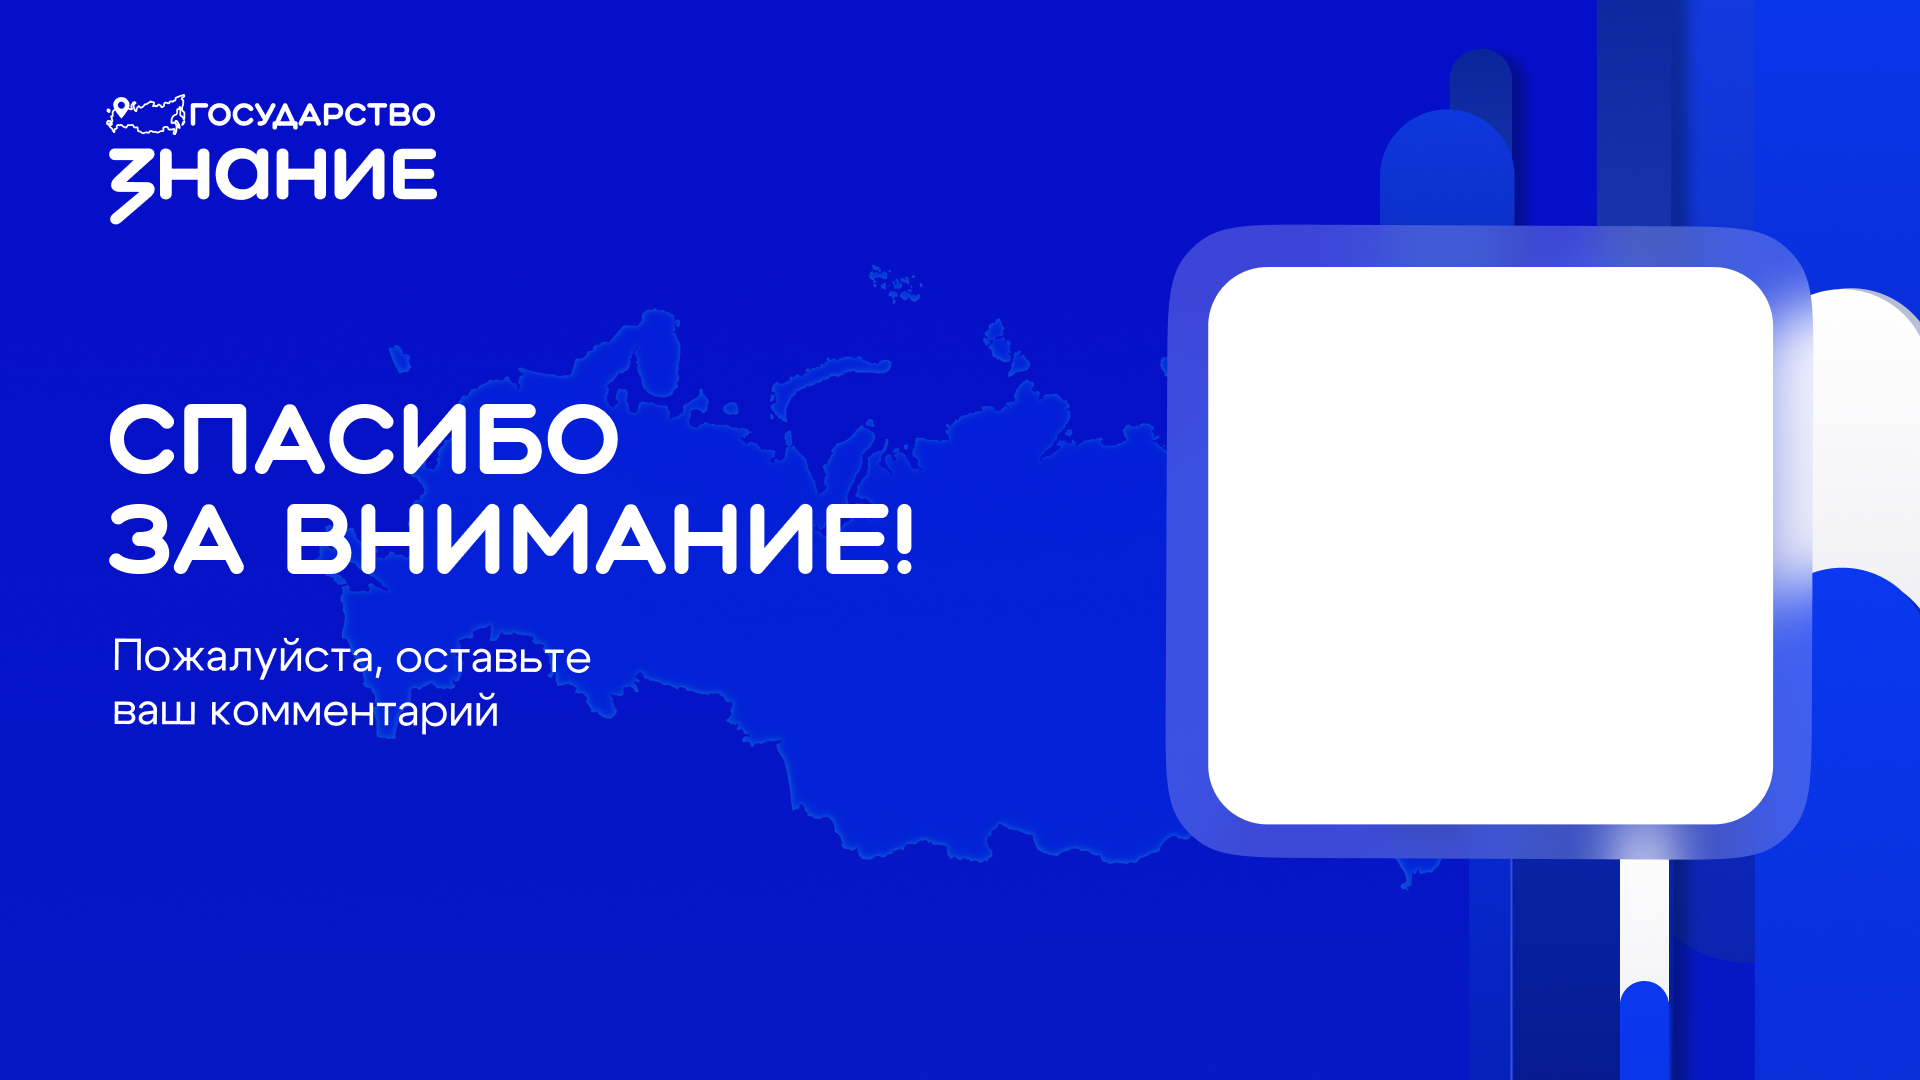 ГОСУДАРСТВО
ЗНАНИЕ
СПАСИБО
ЗА ВНИМАНИЕ!
Пожалуйста, оставьте
ваш комментарий